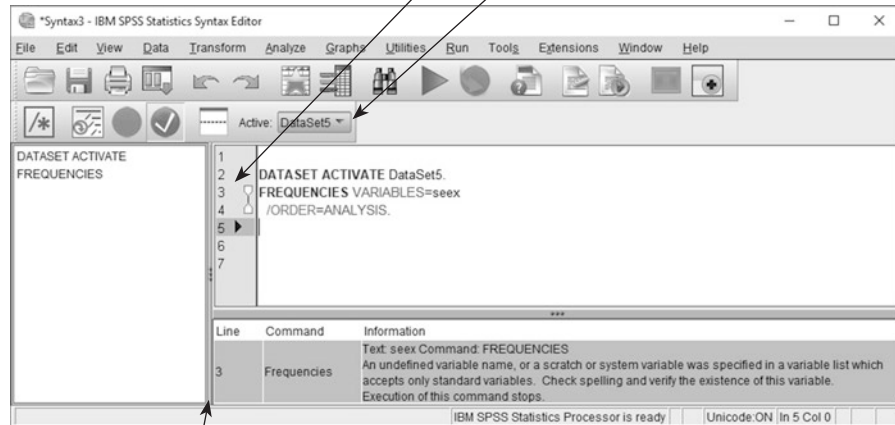 *Syntax3 - IBM SPSS Statistics Syntax Editor
File Edit View Data Transform Analyze Graphs Utilities Run Tools Extensions Window Help
Active: DataSet5
DATASET ACTIVATE
FREQUENCIES
1
2 DATASET ACTIVATE DataSet5.
3 FREQUENCIES VARIABLES=seex
4 /ORDER=ANALYSIS.
5
6
7
Line Command Information
3 Frequencies Text: seex Command: FREQUENCIES
An undefined variable name, or a scratch or system variable was specified in a variable list which
accepts only standard variables. Check spelling and verify the existence of this variable.
Execution of this command stops.
IBM SPSS Statistics Processor is ready Unicode:ON In 5 Col 0